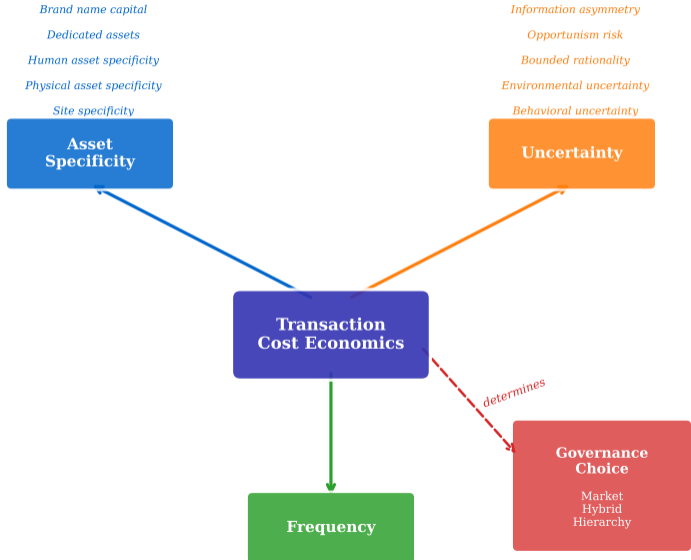 Brand name capital
Dedicated assets
Human asset specificity
Physical asset specificity
Site specificity
Asset
Specificity
Information asymmetry
Opportunism risk
Bounded rationality
Environmental uncertainty
Behavioral uncertainty
Uncertainty
Transaction
Cost Economics
determines
Governance
Choice
Market
Hybrid
Hierarchy
Frequency